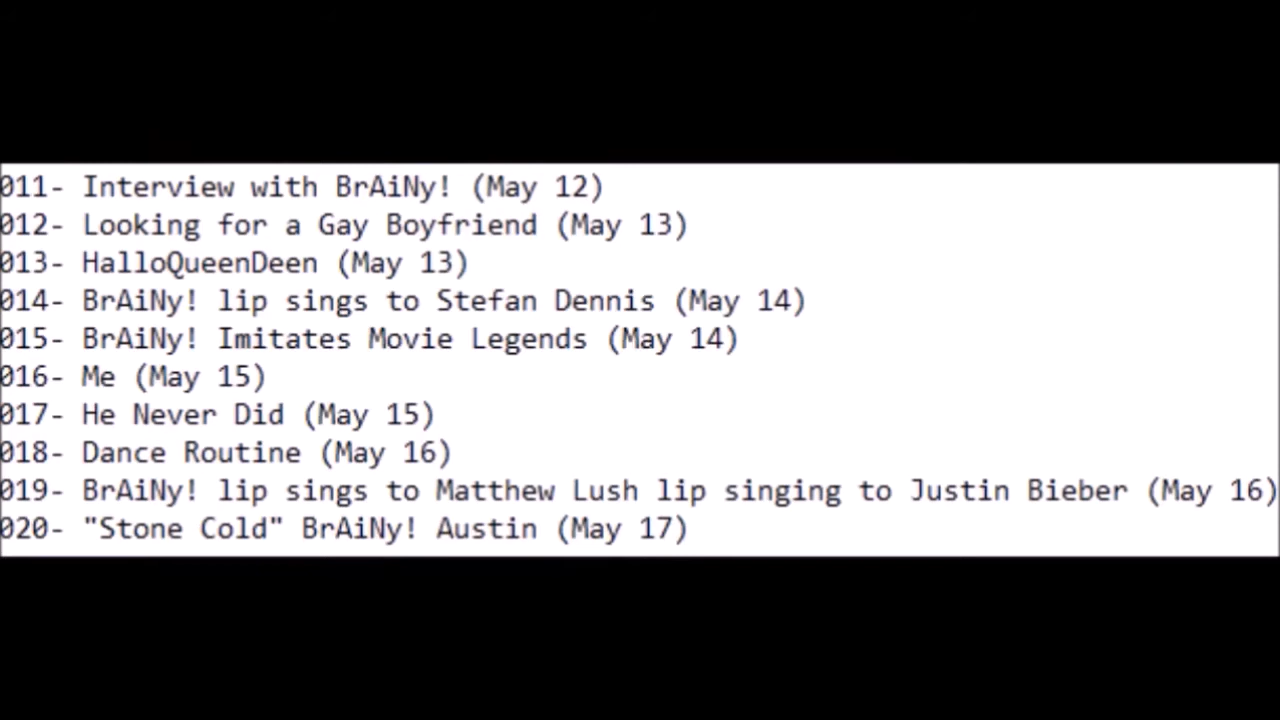 011- Interview with BrAiNy! (May 12)
012- Looking for a Gay Boyfriend (May 13)
013- HalloQueenDeen (May 13)
014- BrAiNy! lip sings to Stefan Dennis (May 14)
015- BrAiNy! Imitates Movie Legends (May 14)
016- Me (May 15)
017- He Never Did (May 15)
018- Dance Routine (May 16)
019- BrAiNy! lip sings to Matthew Lush lip singing to Justin Bieber (May 16)
020- "Stone Cold" BrAiNy! Austin (May 17)